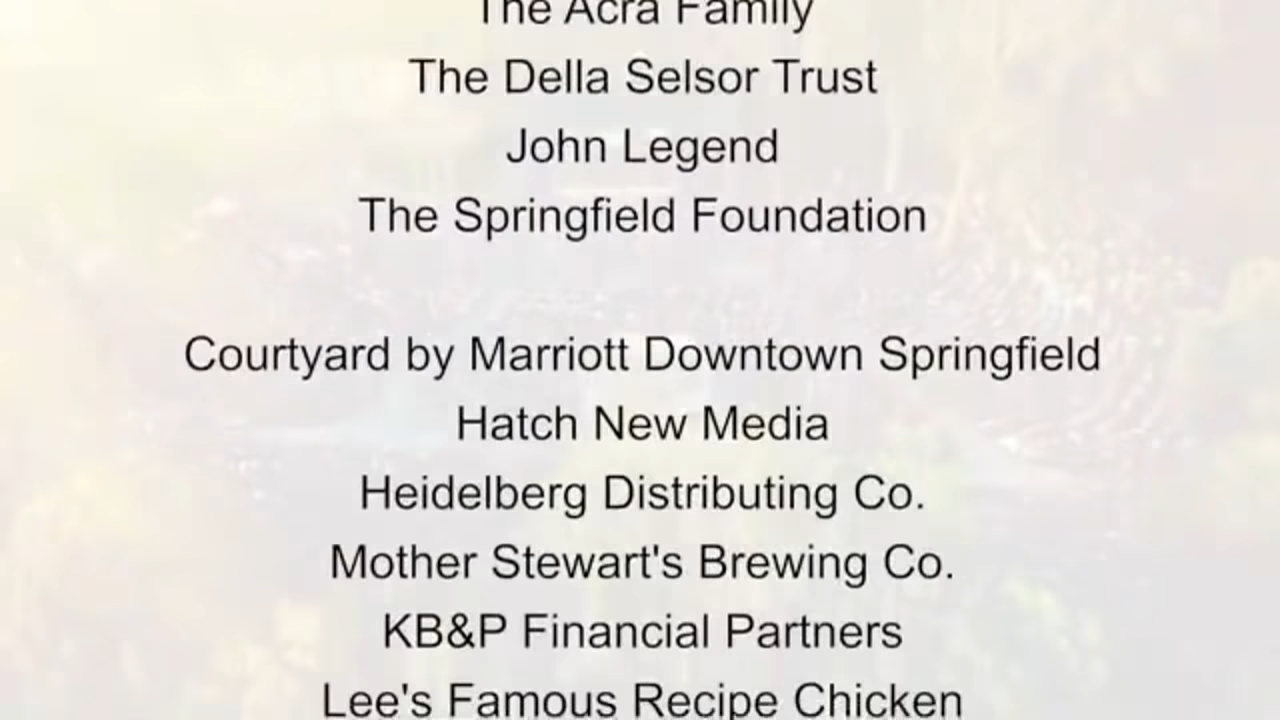 The Acra Family
The Della Selsor Trust
John Legend
The Springfield Foundation
Courtyard by Marriott Downtown Springfield
Hatch New Media
Heidelberg Distributing Co.
Mother Stewart's Brewing Co.
KB&P Financial Partners
Lee's Famous Recipe Chicken